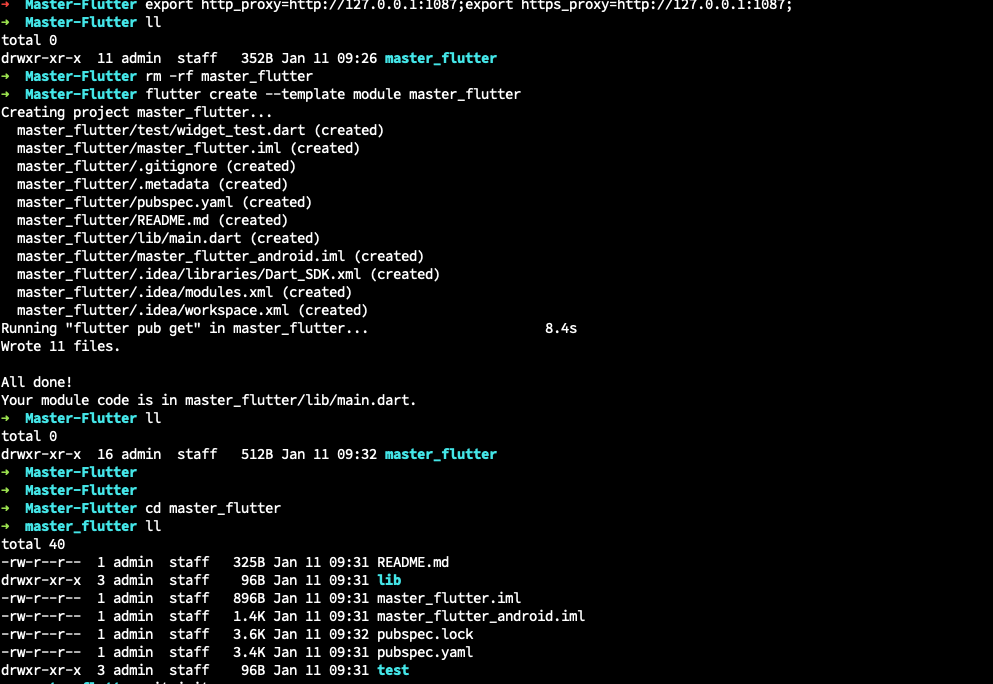 ➜  Master-Flutter export http_proxy=http://127.0.0.1:1087;export https_proxy=http://127.0.0.1:1087;
➜  Master-Flutter ll
total 0
drwxr-xr-x  11 admin  staff   352B Jan 11 09:26 master_flutter
➜  Master-Flutter rm -rf master_flutter
➜  Master-Flutter flutter create --template module master_flutter
Creating project master_flutter...
  master_flutter/test/widget_test.dart (created)
  master_flutter/master_flutter.iml (created)
  master_flutter/.gitignore (created)
  master_flutter/.metadata (created)
  master_flutter/pubspec.yaml (created)
  master_flutter/README.md (created)
  master_flutter/lib/main.dart (created)
  master_flutter/master_flutter_android.iml (created)
  master_flutter/.idea/libraries/Dart_SDK.xml (created)
  master_flutter/.idea/modules.xml (created)
  master_flutter/.idea/workspace.xml (created)
Running "flutter pub get" in master_flutter...                      8.4s
Wrote 11 files.

All done!
Your module code is in master_flutter/lib/main.dart.
➜  Master-Flutter ll
total 0
drwxr-xr-x  16 admin  staff   512B Jan 11 09:32 master_flutter
➜  Master-Flutter
➜  Master-Flutter
➜  Master-Flutter cd master_flutter
➜  master_flutter ll
total 40
-rw-r--r--  1 admin  staff   325B Jan 11 09:31 README.md
drwxr-xr-x  3 admin  staff    96B Jan 11 09:31 lib
-rw-r--r--  1 admin  staff   896B Jan 11 09:31 master_flutter.iml
-rw-r--r--  1 admin  staff   1.4K Jan 11 09:31 master_flutter_android.iml
-rw-r--r--  1 admin  staff   3.6K Jan 11 09:32 pubspec.lock
-rw-r--r--  1 admin  staff   3.4K Jan 11 09:31 pubspec.yaml
drwxr-xr-x  3 admin  staff    96B Jan 11 09:31 test